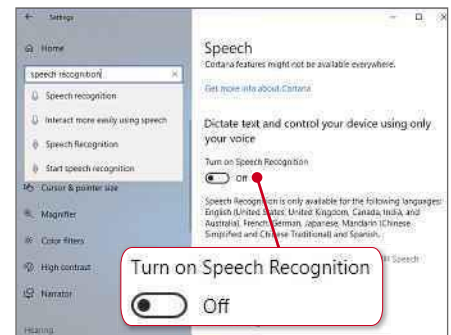 Settings
Home
speech recognition
Speech recognition
Interact more easily using speech
Speech Recognition
Start speech recognition
Cursor & pointer size
Magnifier
Color filters
High contrast
Narrator
Hearing
Speech
Cortana features might not be available everywhere.
Get more info about Cortana
Dictate text and control your device using only
your voice
Turn on Speech Recognition
Off
Speech Recognition is only available for the following languages:
English (United States, United Kingdom, Canada, India, and
Australia), French, German, Japanese, Mandarin (Chinese
Simplified and Chinese Traditional) and Spanish.
Speech
Turn on Speech Recognition
Off